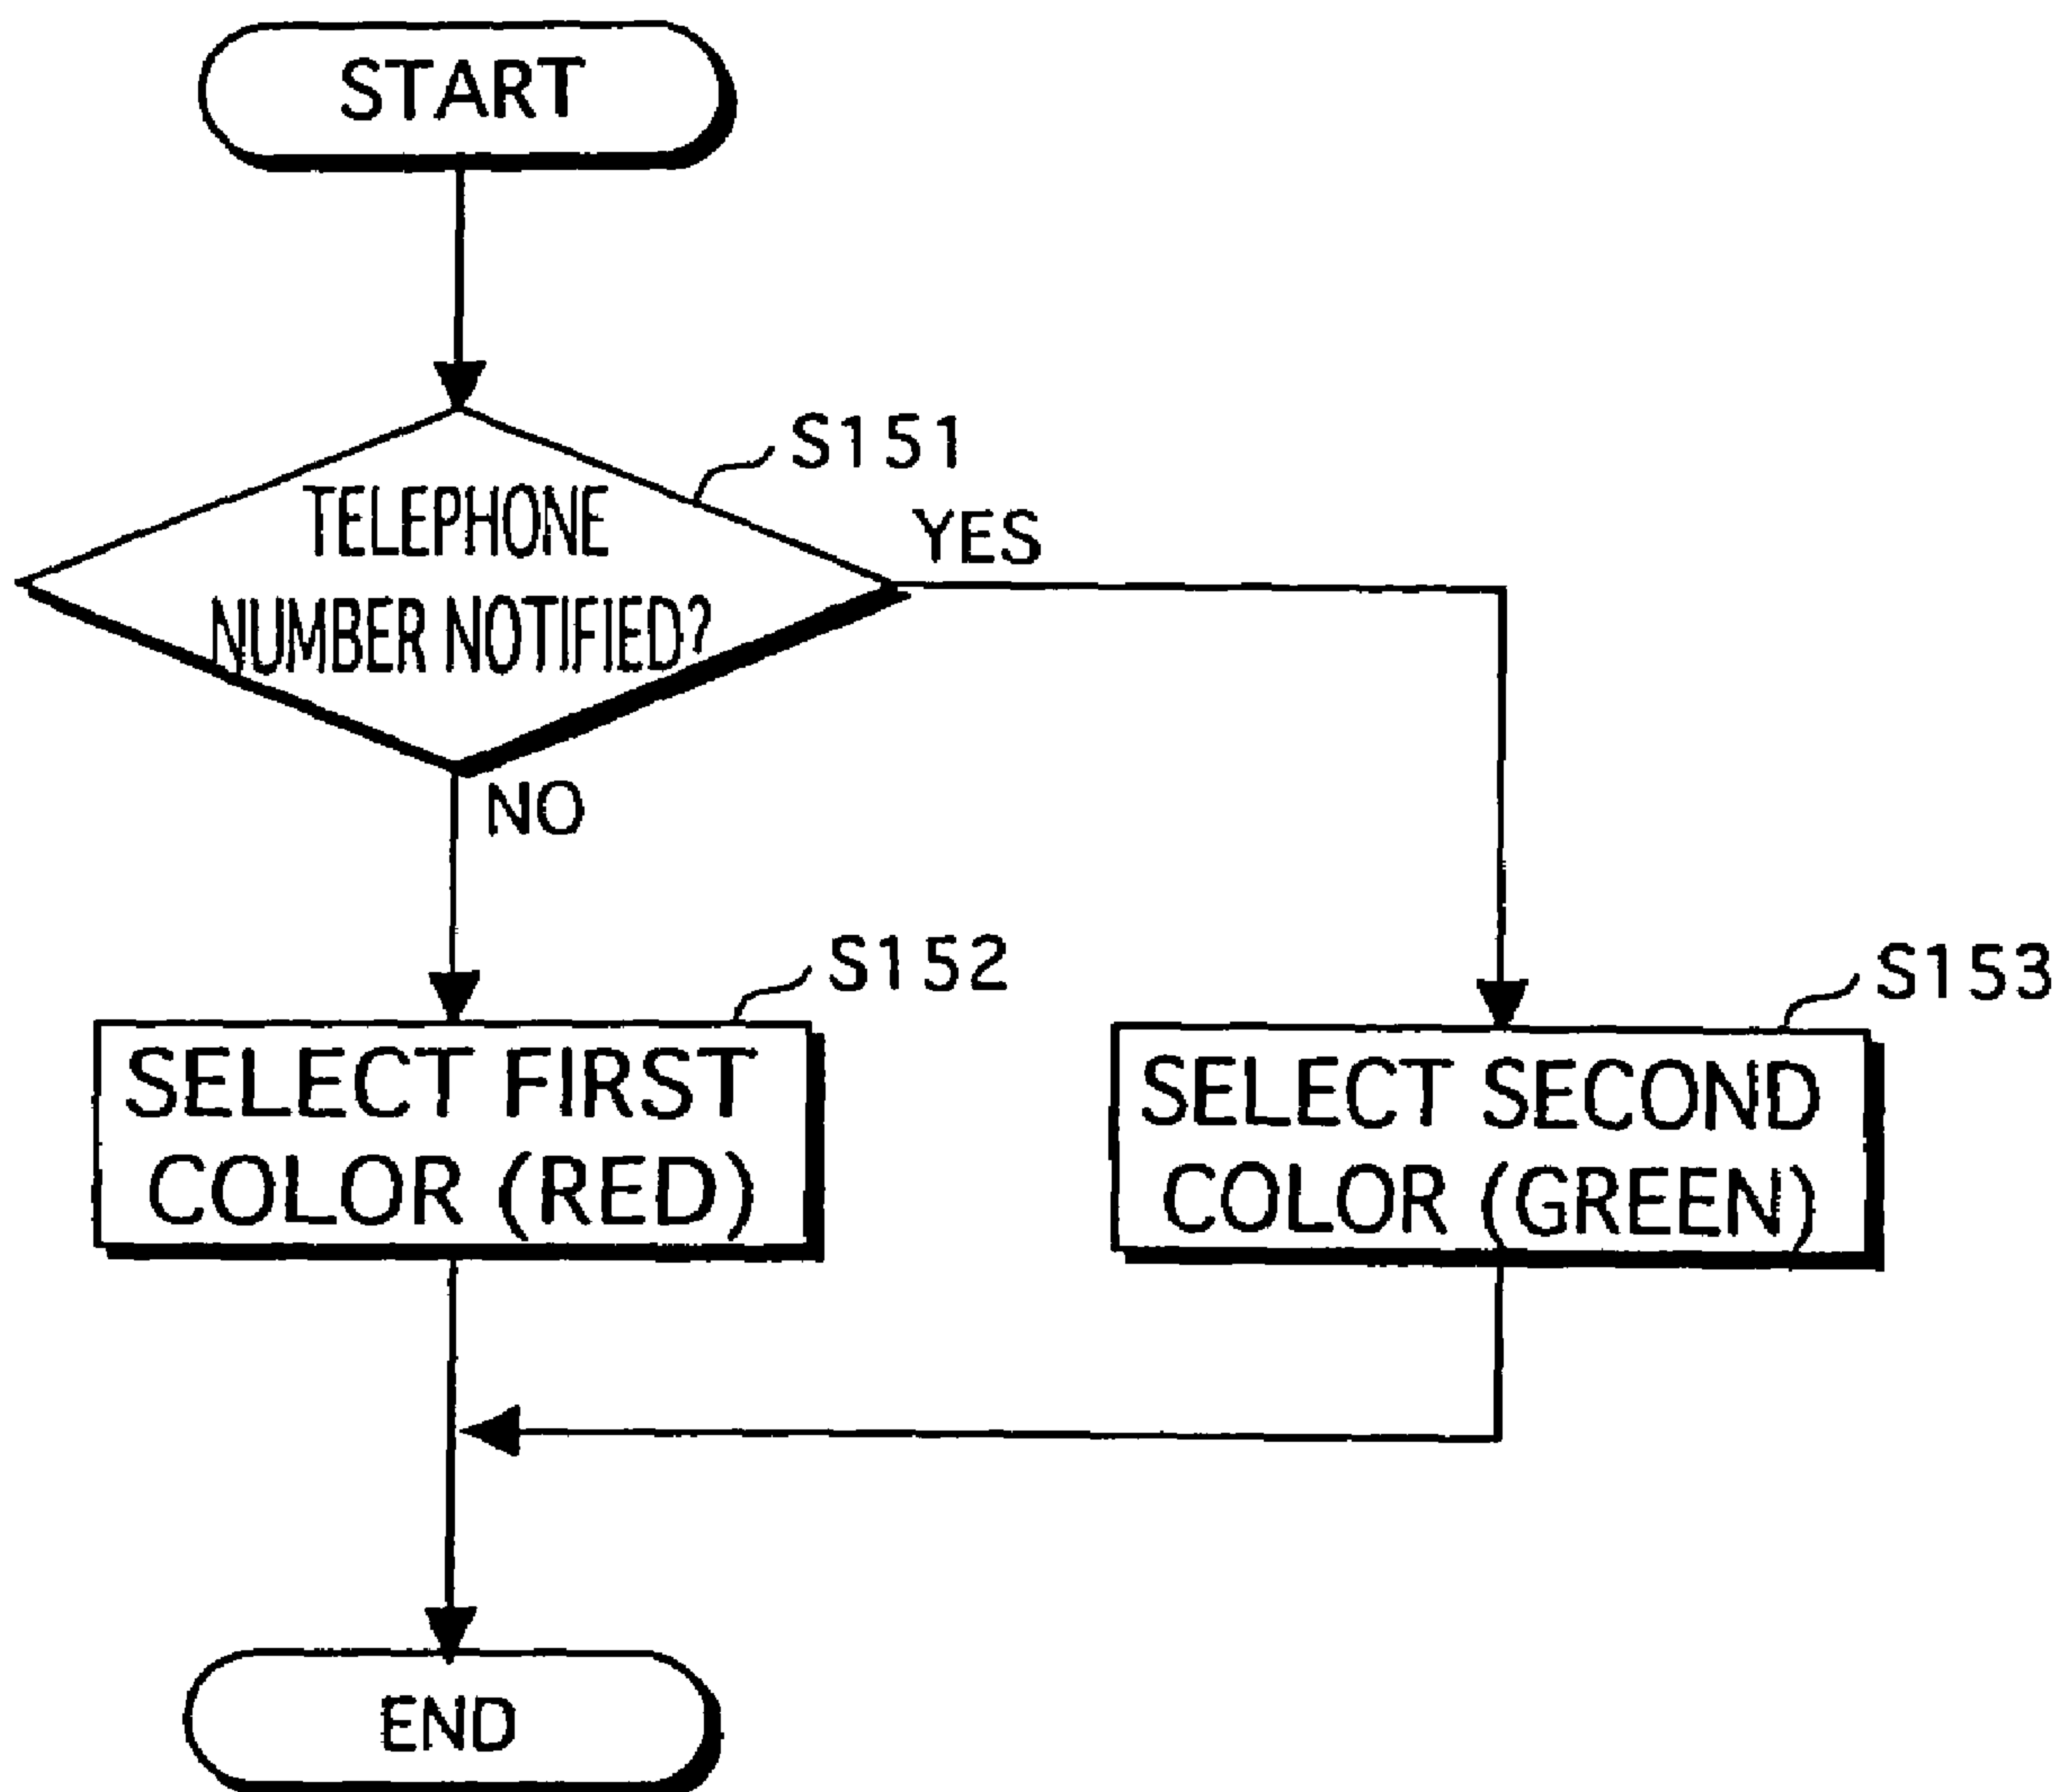 START
S151
TELEPHONE
NUMBER NOTIFIED?
YES
NO
S152
SELECT FIRST
COLOR (RED)
S153
SELECT SECOND
COLOR (GREEN)
END